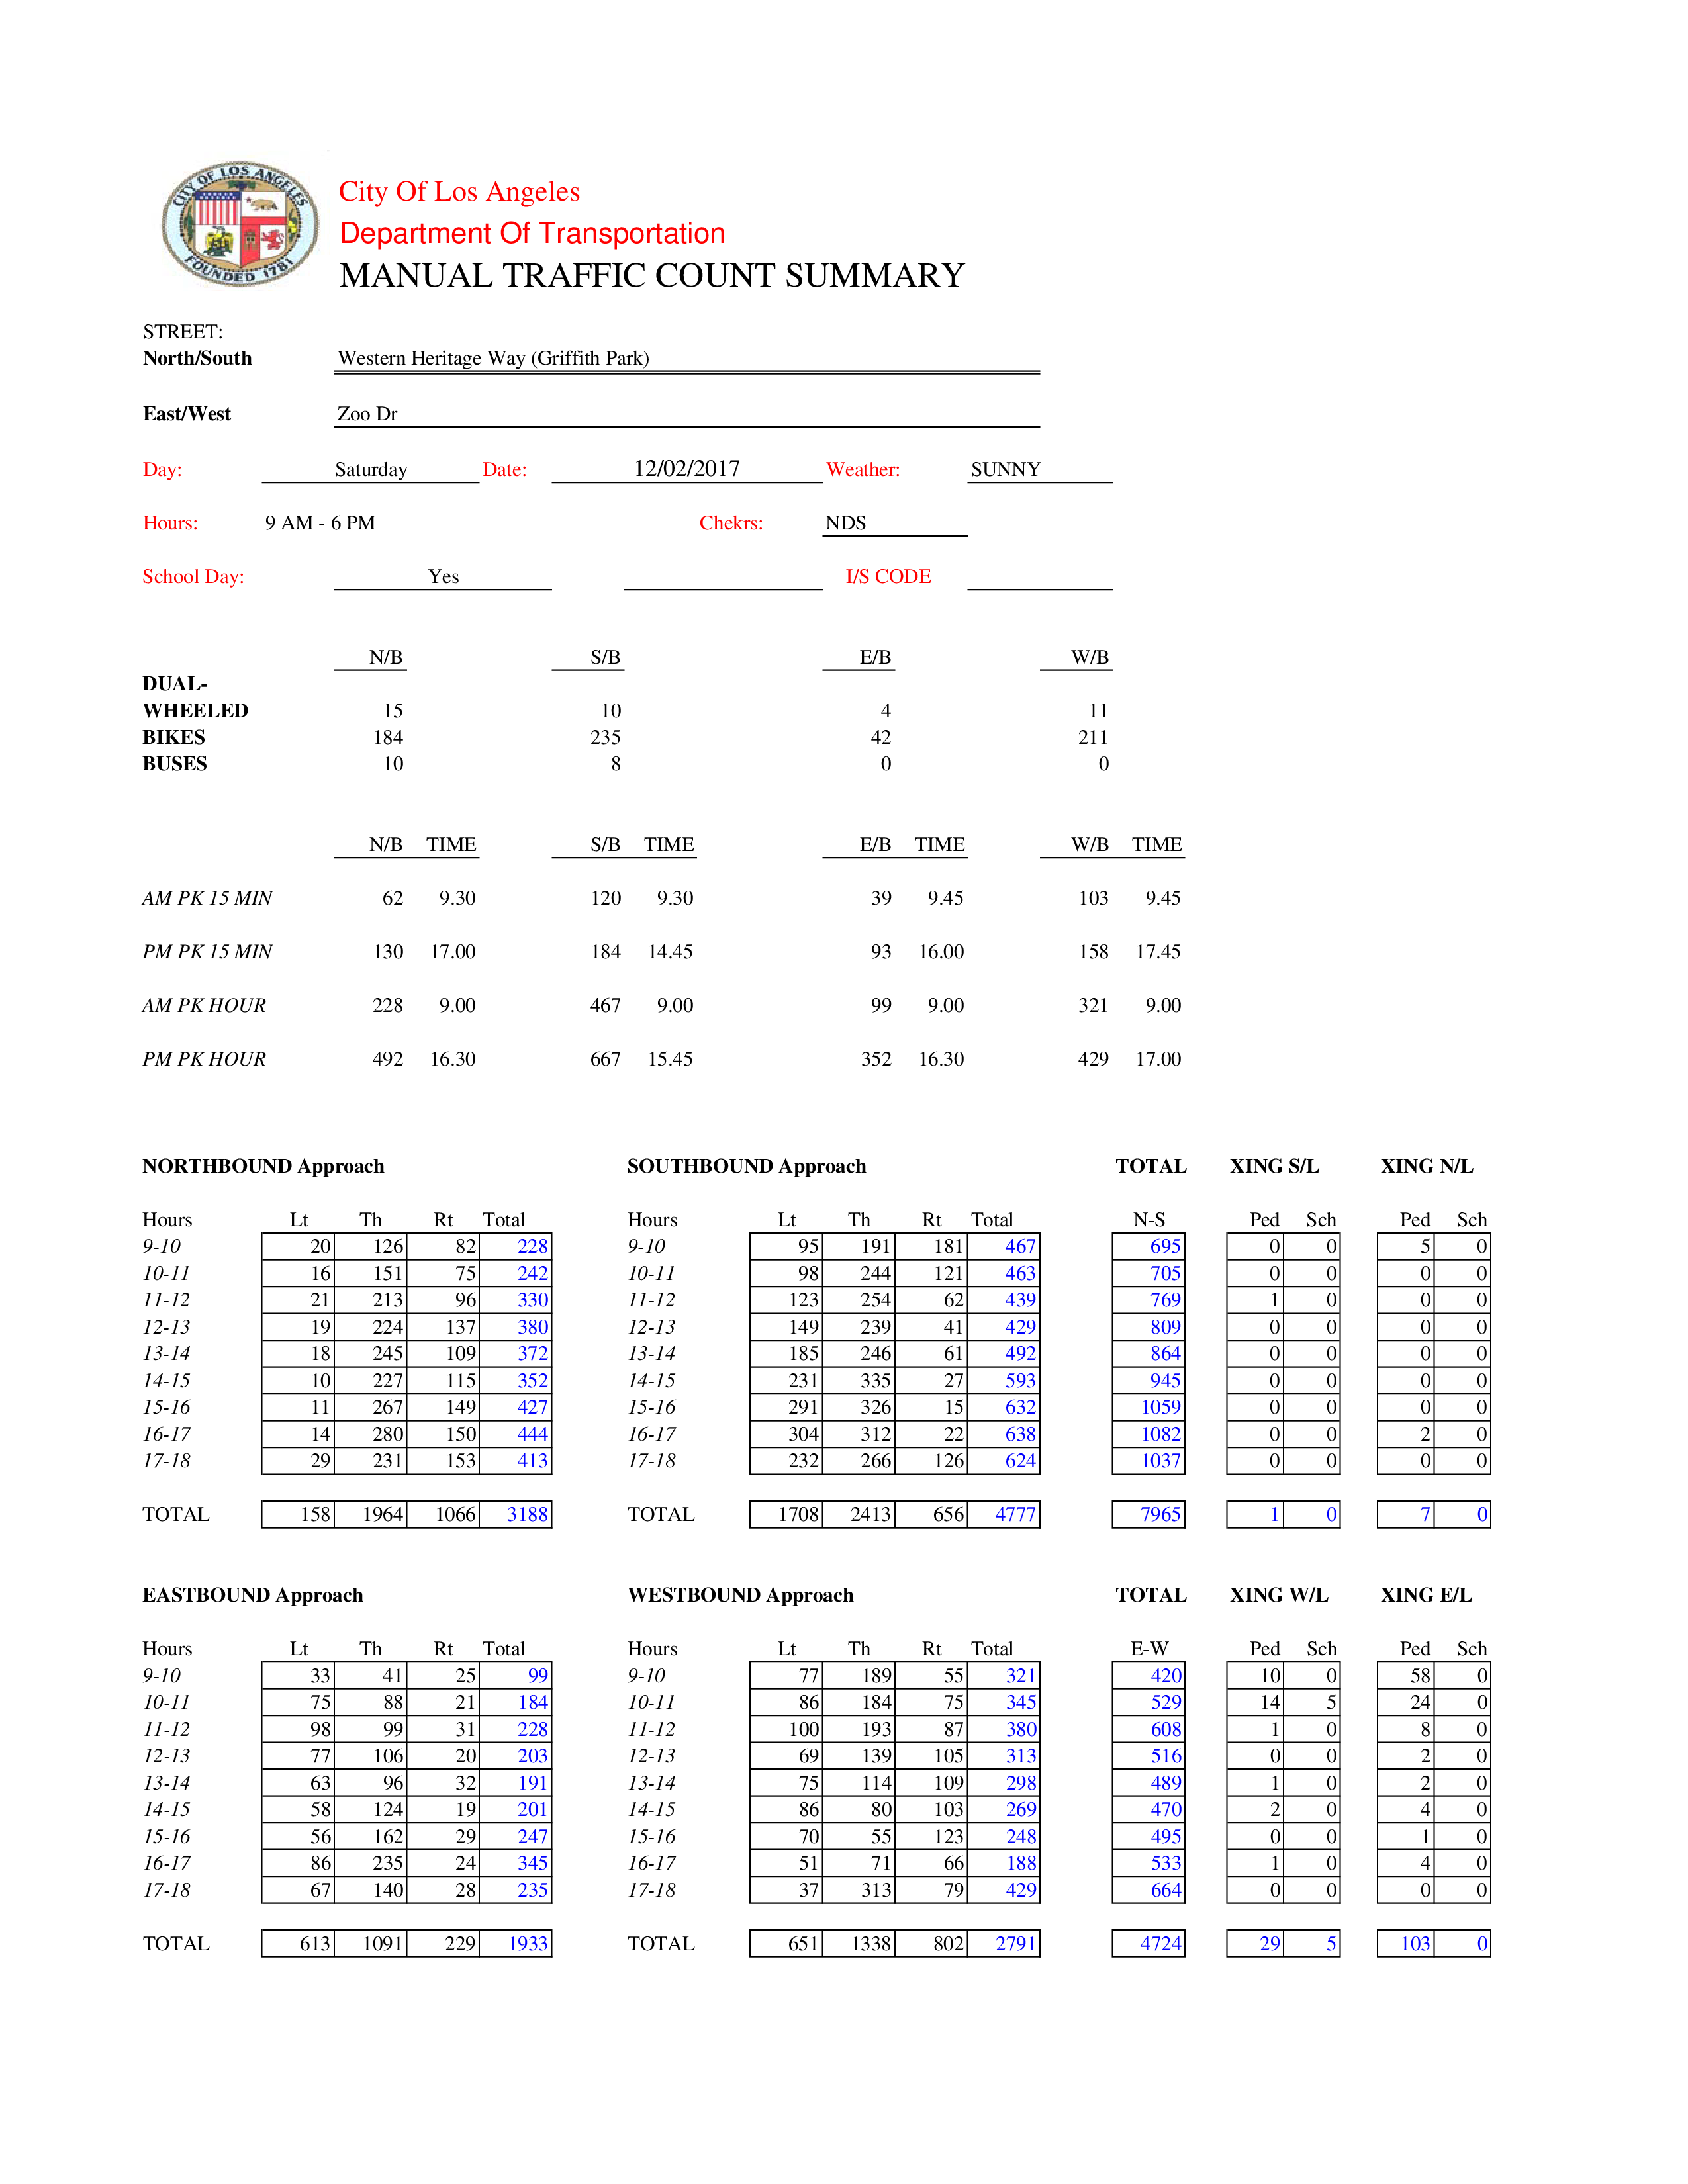 CITY OF LOS ANGELES
FOUNDED 1781
City Of Los Angeles
Department Of Transportation
MANUAL TRAFFIC COUNT SUMMARY
STREET:
North/South Western Heritage Way (Griffith Park)
East/West Zoo Dr
Day: Saturday Date: 12/02/2017 Weather: SUNNY
Hours: 9 AM - 6 PM Chekrs: NDS
School Day: Yes I/S CODE
N/B S/B E/B W/B
DUAL-
WHEELED 15 10 4 11
BIKES 184 235 42 211
BUSES 10 8 0 0
N/B TIME S/B TIME E/B TIME W/B TIME
AM PK 15 MIN 62 9.30 120 9.30 39 9.45 103 9.45
PM PK 15 MIN 130 17.00 184 14.45 93 16.00 158 17.45
AM PK HOUR 228 9.00 467 9.00 99 9.00 321 9.00
PM PK HOUR 492 16.30 667 15.45 352 16.30 429 17.00
NORTHBOUND Approach SOUTHBOUND Approach TOTAL XING S/L XING N/L
Hours Lt Th Rt Total Hours Lt Th Rt Total N-S Ped Sch Ped Sch
9-10 20 126 82 228 9-10 95 191 181 467 695 0 0 5 0
10-11 16 151 75 242 10-11 98 244 121 463 705 0 0 0 0
11-12 21 213 96 330 11-12 123 254 62 439 769 1 0 0 0
12-13 19 224 137 380 12-13 149 239 41 429 809 0 0 0 0
13-14 18 245 109 372 13-14 185 246 61 492 864 0 0 0 0
14-15 10 227 115 352 14-15 231 335 27 593 945 0 0 0 0
15-16 11 267 149 427 15-16 291 326 15 632 1059 0 0 0 0
16-17 14 280 150 444 16-17 304 312 22 638 1082 0 0 2 0
17-18 29 231 153 413 17-18 232 266 126 624 1037 0 0 0 0
TOTAL 158 1964 1066 3188 TOTAL 1708 2413 656 4777 7965 1 0 7 0
EASTBOUND Approach WESTBOUND Approach TOTAL XING W/L XING E/L
Hours Lt Th Rt Total Hours Lt Th Rt Total E-W Ped Sch Ped Sch
9-10 33 41 25 99 9-10 77 189 55 321 420 10 0 58 0
10-11 75 88 21 184 10-11 86 184 75 345 529 14 5 24 0
11-12 98 99 31 228 11-12 100 193 87 380 608 1 0 8 0
12-13 77 106 20 203 12-13 69 139 105 313 516 0 0 2 0
13-14 63 96 32 191 13-14 75 114 109 298 489 1 0 2 0
14-15 58 124 19 201 14-15 86 80 103 269 470 2 0 4 0
15-16 56 162 29 247 15-16 70 55 123 248 495 0 0 1 0
16-17 86 235 24 345 16-17 51 71 66 188 533 1 0 4 0
17-18 67 140 28 235 17-18 37 313 79 429 664 0 0 0 0
TOTAL 613 1091 229 1933 TOTAL 651 1338 802 2791 4724 29 5 103 0